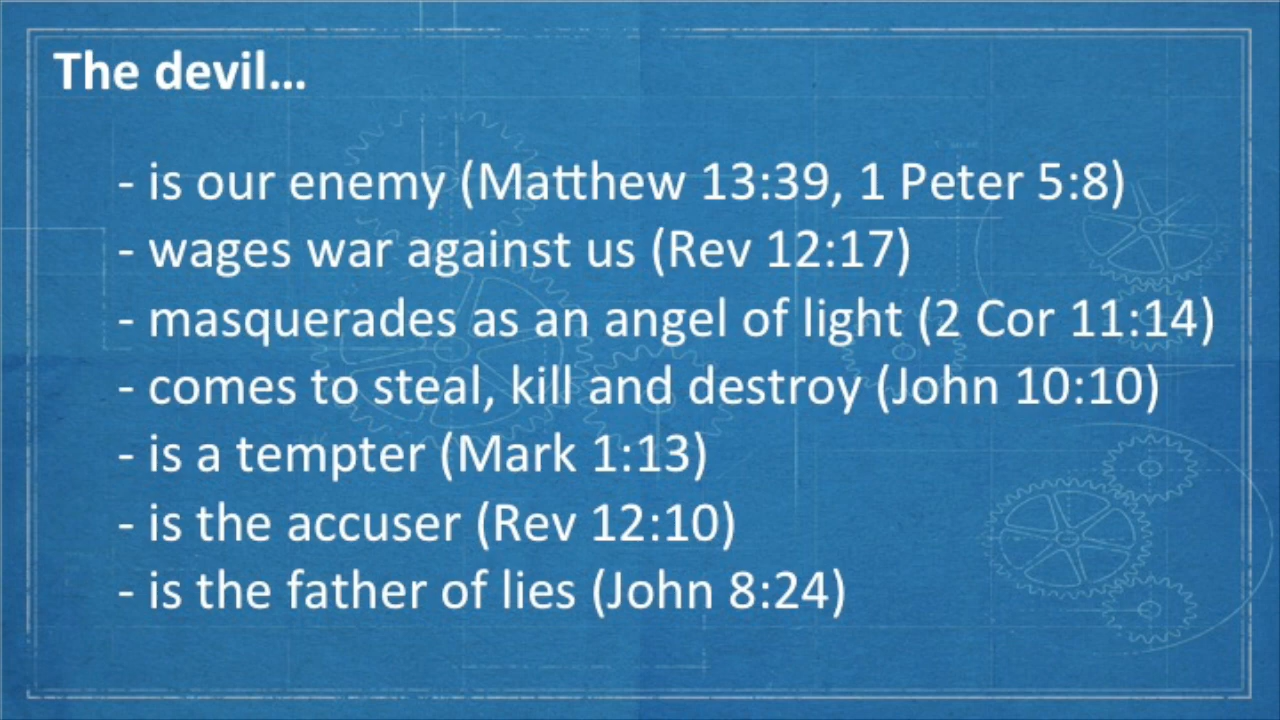 The devil...
- is our enemy (Matthew 13:39, 1 Peter 5:8)
- wages war against us (Rev 12:17)
- masquerades as an angel of light (2 Cor 11:14)
- comes to steal, kill and destroy (John 10:10)
- is a tempter (Mark 1:13)
- is the accuser (Rev 12:10)
- is the father of lies (John 8:24)